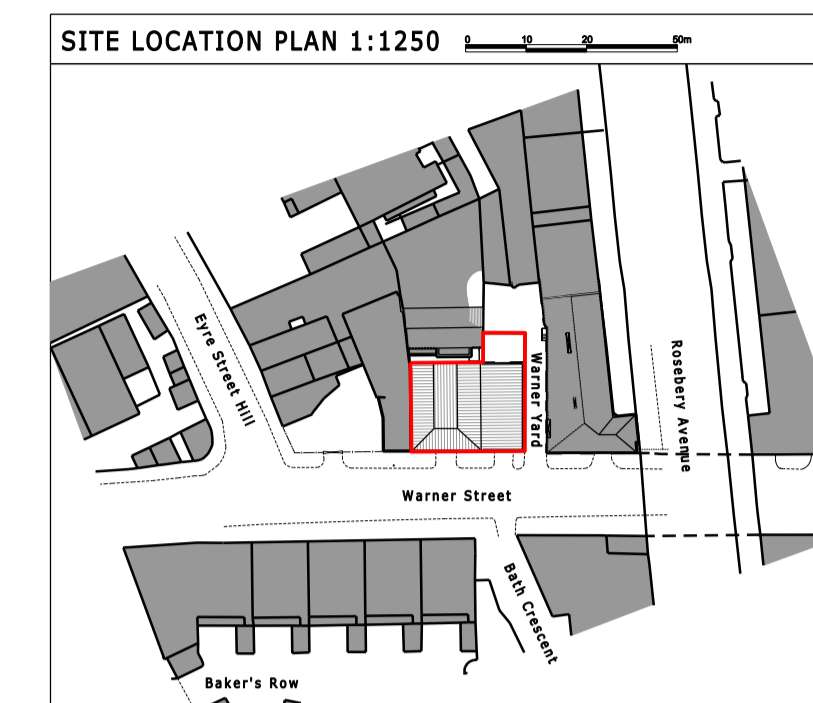 SITE LOCATION PLAN 1:1250
0 10 20 50m
Eyre Street Hill
Warner Yard
Rosebery Avenue
Warner Street
Bath Crescent
Baker's Row